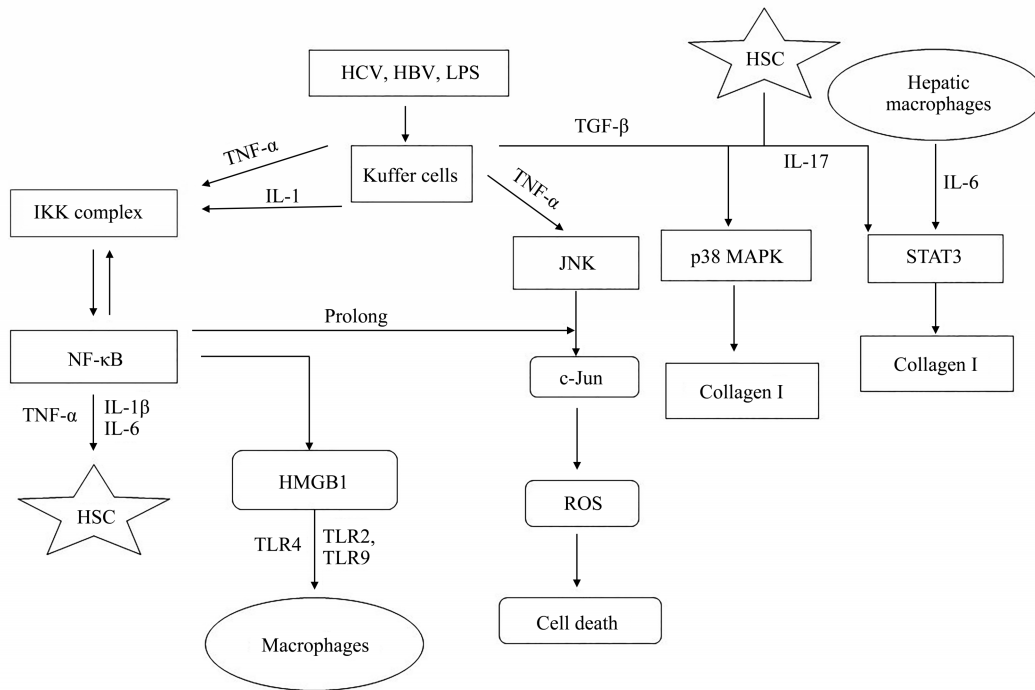 HSC
HCV, HBV, LPS
Hepatic
macrophages
TGF-β
TNF-α
IL-17
Kuffer cells
IL-1
TNF-α
IL-6
IKK complex
JNK
p38 MAPK
STAT3
Prolong
NF-κB
c-Jun
Collagen I
Collagen I
TNF-α
IL-1β
IL-6
HMGB1
ROS
HSC
TLR4
TLR2,
TLR9
Cell death
Macrophages